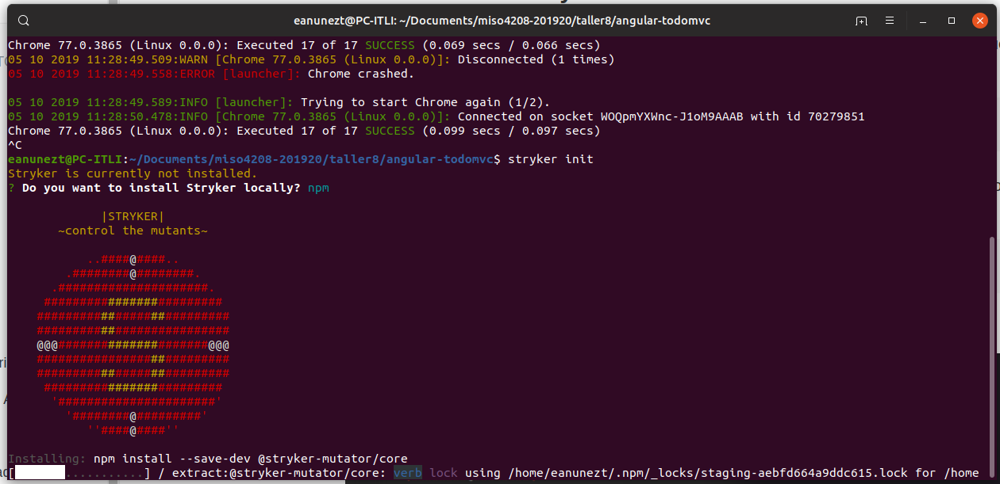 eanunezt@PC-ITLI: ~/Documents/miso4208-201920/taller8/angular-todomvc
Chrome 77.0.3865 (Linux 0.0.0): Executed 17 of 17 SUCCESS (0.069 secs / 0.066 secs)
05 10 2019 11:28:49.509:WARN [Chrome 77.0.3865 (Linux 0.0.0)]: Disconnected (1 times)
05 10 2019 11:28:49.558:ERROR [launcher]: Chrome crashed.
05 10 2019 11:28:49.589:INFO [launcher]: Trying to start Chrome again (1/2).
05 10 2019 11:28:50.478:INFO [Chrome 77.0.3865 (Linux 0.0.0)]: Connected on socket WOQpmYXWnc-J1oM9AAAB with id 70279851
Chrome 77.0.3865 (Linux 0.0.0): Executed 17 of 17 SUCCESS (0.099 secs / 0.097 secs)
^C
eanunezt@PC-ITLI:~/Documents/miso4208-201920/taller8/angular-todomvc$ stryker init
Stryker is currently not installed.
? Do you want to install Stryker locally? npm
|STRYKER|
~control the mutants~
..####@####..
.########@########.
.#####################.
#########################
#########################
###########################
@@@#####################@@@
###########################
###########################
#########################
'######################'
'########@#########'
''####@####''
Installing: npm install --save-dev @stryker-mutator/core
[ ...........] / extract:@stryker-mutator/core: verb lock using /home/eanunezt/.npm/_locks/staging-aebfd664a9ddc615.lock for /home